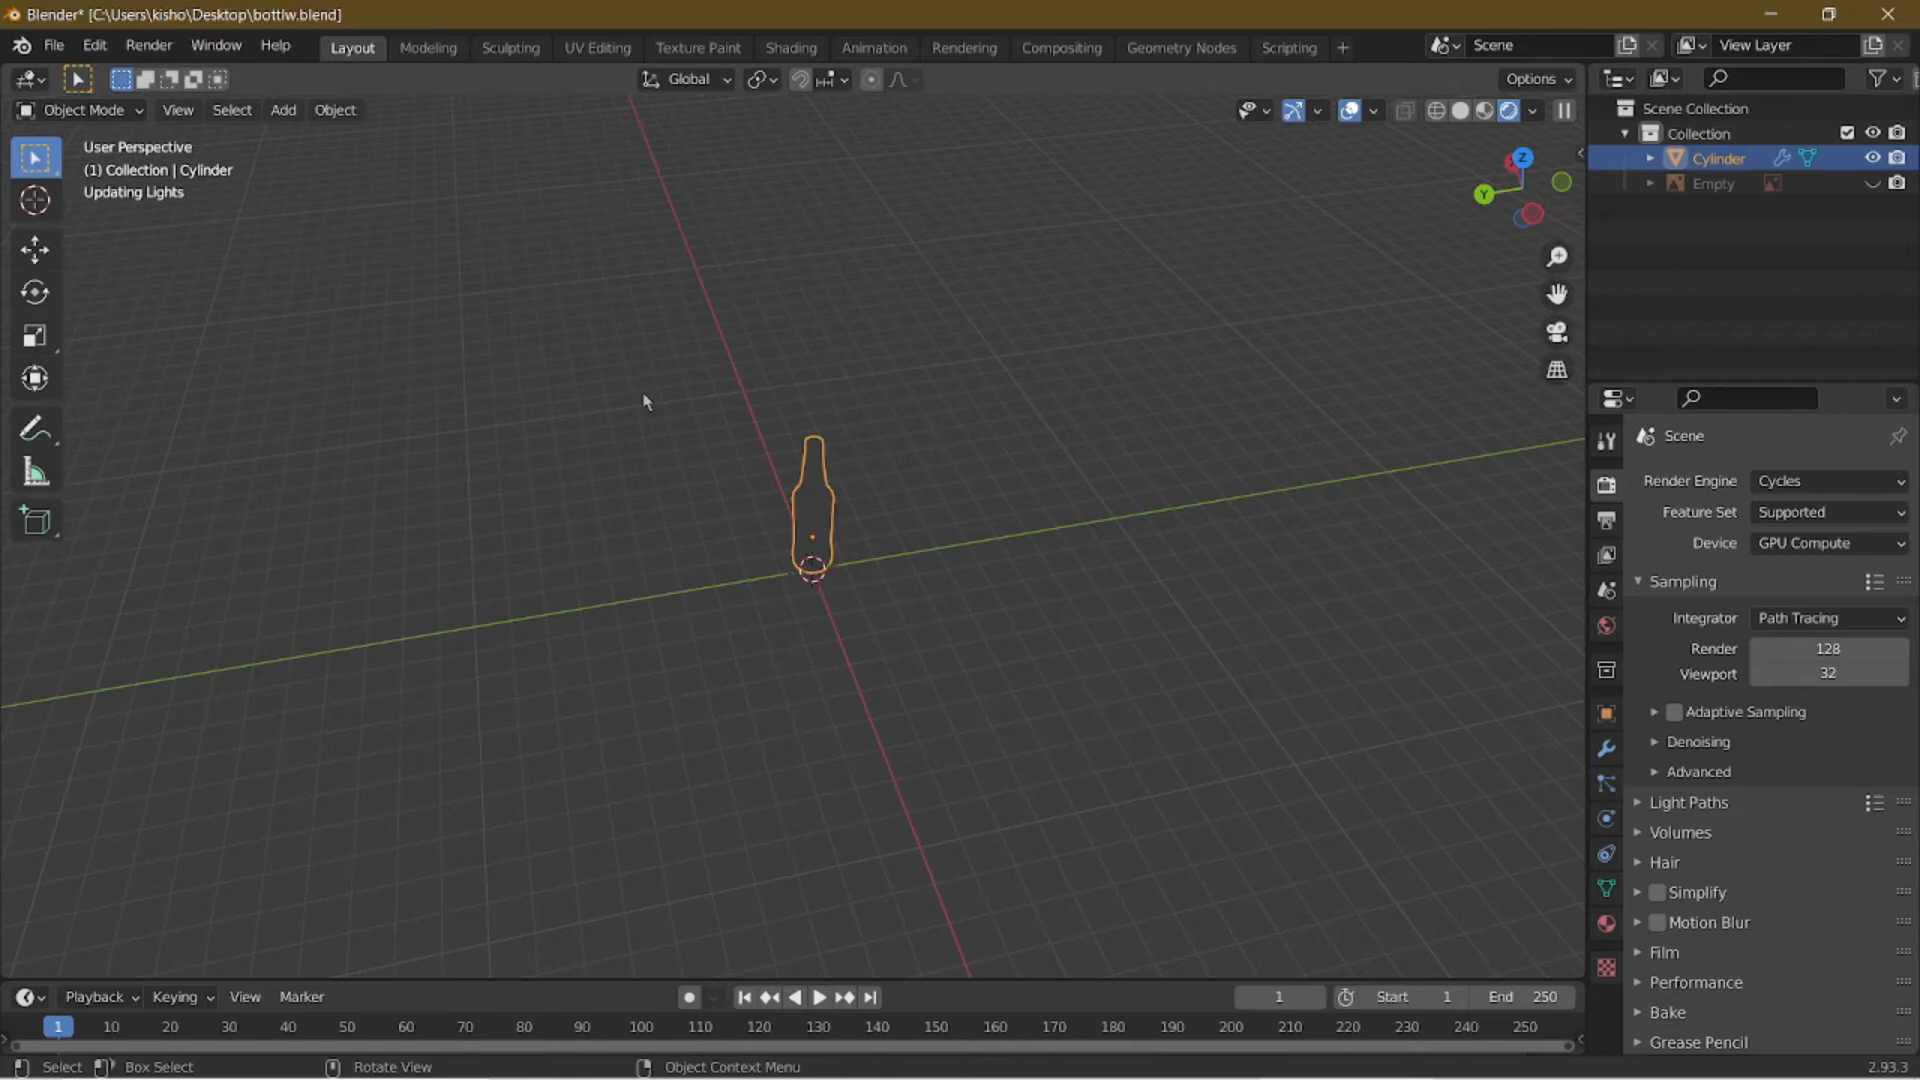 Blender* [C:\Users\kisho\Desktop\bottlw.blend]
File Edit Render Window Help Layout Modeling Sculpting UV Editing Texture Paint Shading Animation Rendering Compositing Geometry Nodes Scripting + Scene View Layer
Global Options
Object Mode View Select Add Object
User Perspective
(1) Collection | Cylinder
Updating Lights
Z
Y
Scene Collection
Collection
Cylinder
Empty
Scene
Render Engine Cycles
Feature Set Supported
Device GPU Compute
Sampling
Integrator Path Tracing
Render 128
Viewport 32
Adaptive Sampling
Denoising
Advanced
Light Paths
Volumes
Hair
Simplify
Motion Blur
Film
Performance
Bake
Grease Pencil
Playback Keying View Marker 1 Start 1 End 250
1 10 20 30 40 50 60 70 80 90 100 110 120 130 140 150 160 170 180 190 200 210 220 230 240 250
Select Box Select Rotate View Object Context Menu 2.93.3